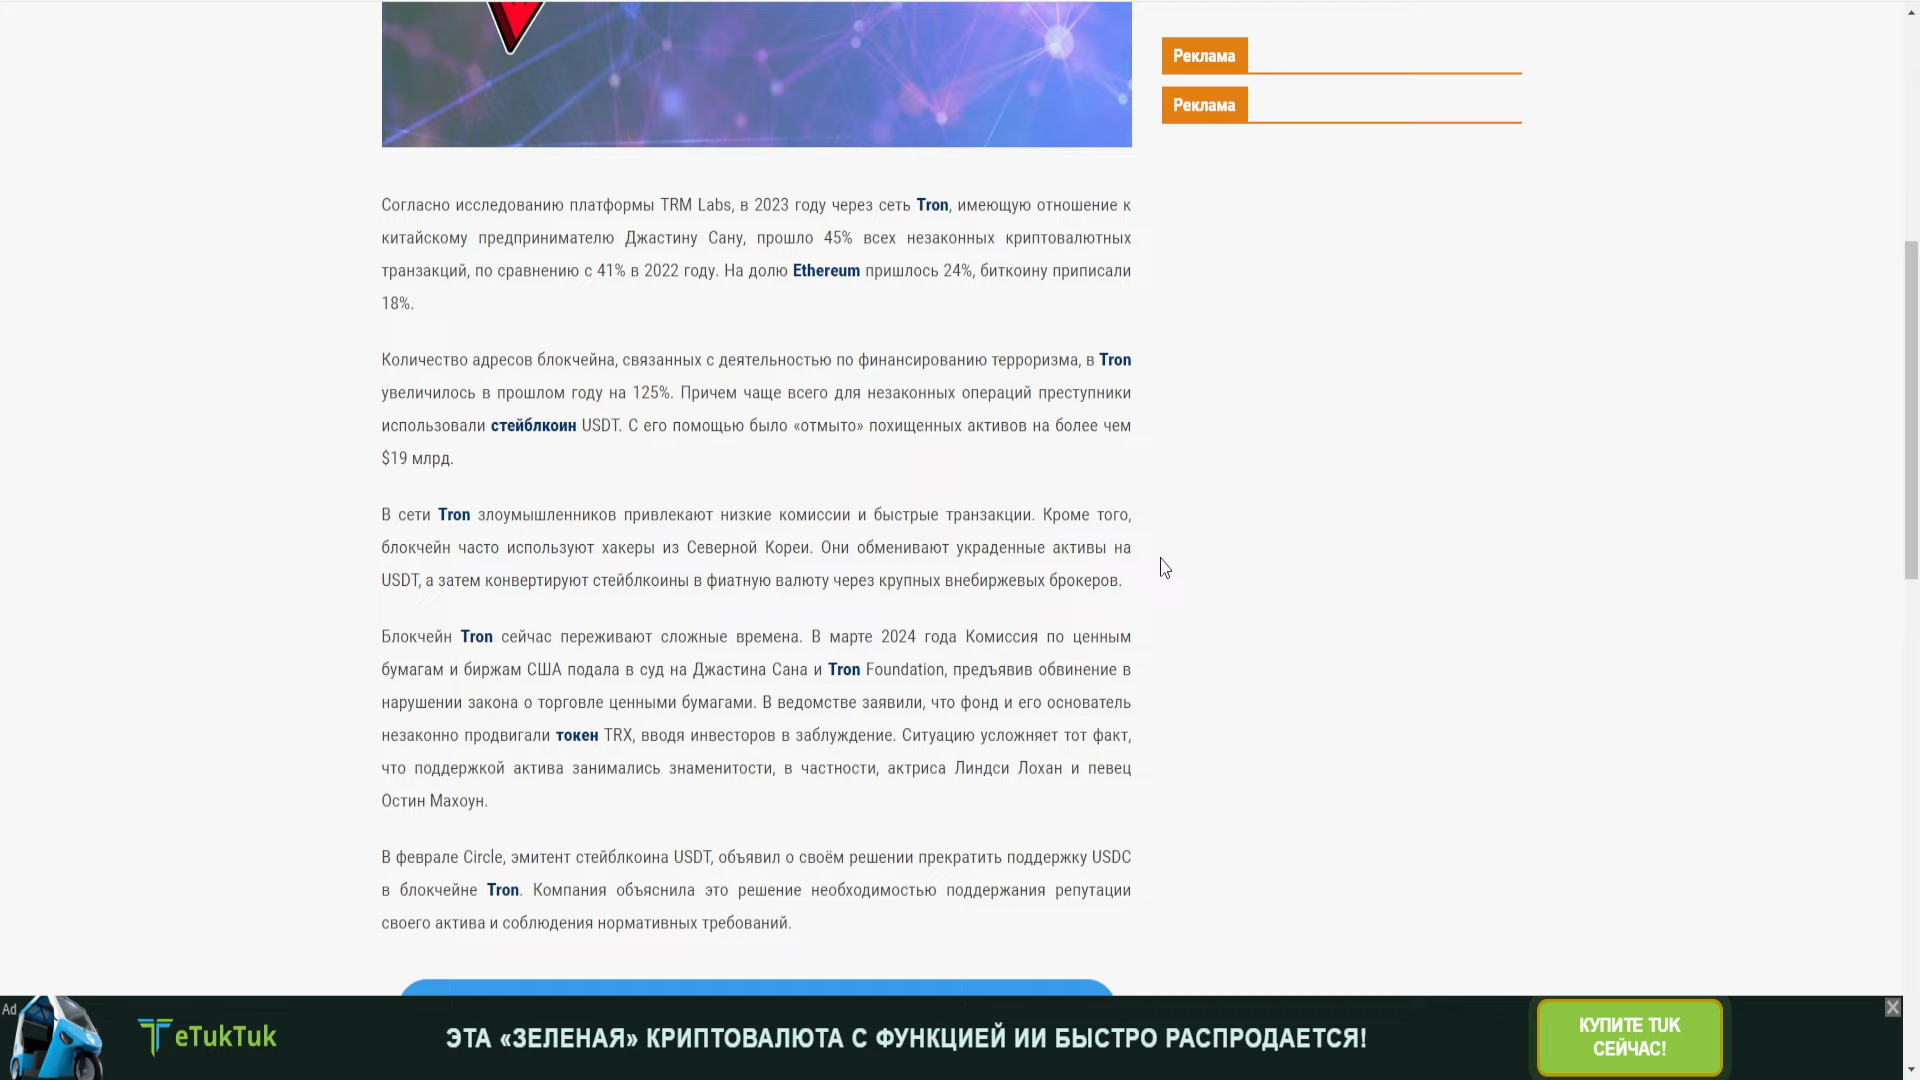 Реклама
Реклама
Согласно исследованию платформы TRM Labs, в 2023 году через сеть Tron, имеющую отношение к
китайскому предпринимателю Джастину Сану, прошло 45% всех незаконных криптовалютных
транзакций, по сравнению с 41% в 2022 году. На долю Ethereum пришлось 24%, биткоину приписали
18%.
Количество адресов блокчейна, связанных с деятельностью по финансированию терроризма, в Tron
увеличилось в прошлом году на 125%. Причем чаще всего для незаконных операций преступники
использовали стейблкоин USDT. С его помощью было «отмыто» похищенных активов на более чем
$19 млрд.
В сети Tron злоумышленников привлекают низкие комиссии и быстрые транзакции. Кроме того,
блокчейн часто используют хакеры из Северной Кореи. Они обменивают украденные активы на
USDT, а затем конвертируют стейблкоины в фиатную валюту через крупных внебиржевых брокеров.
Блокчейн Tron сейчас переживают сложные времена. В марте 2024 года Комиссия по ценным
бумагам и биржам США подала в суд на Джастина Сана и Tron Foundation, предъявив обвинение в
нарушении закона о торговле ценными бумагами. В ведомстве заявили, что фонд и его основатель
незаконно продвигали токен TRX, вводя инвесторов в заблуждение. Ситуацию усложняет тот факт,
что поддержкой актива занимались знаменитости, в частности, актриса Линдси Лохан и певец
Остин Махоун.
В феврале Circle, эмитент стейблкоина USDT, объявил о своём решении прекратить поддержку USDC
в блокчейне Tron. Компания объяснила это решение необходимостью поддержания репутации
своего актива и соблюдения нормативных требований.
Ad
eTukTuk
ЭТА «ЗЕЛЕНАЯ» КРИПТОВАЛЮТА С ФУНКЦИЕЙ ИИ БЫСТРО РАСПРОДАЕТСЯ!
КУПИТЕ TUK
СЕЙЧАС!